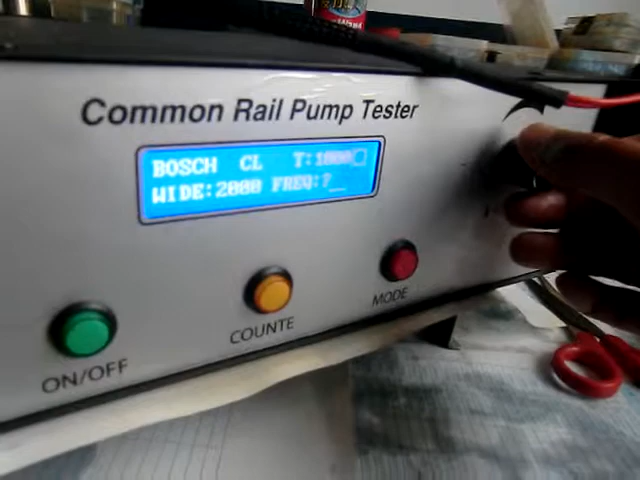 Common Rail Pump Tester
BOSCH CL T:1000
WIDE:2000 FREQ:?_
ON/OFF
COUNTE
MODE